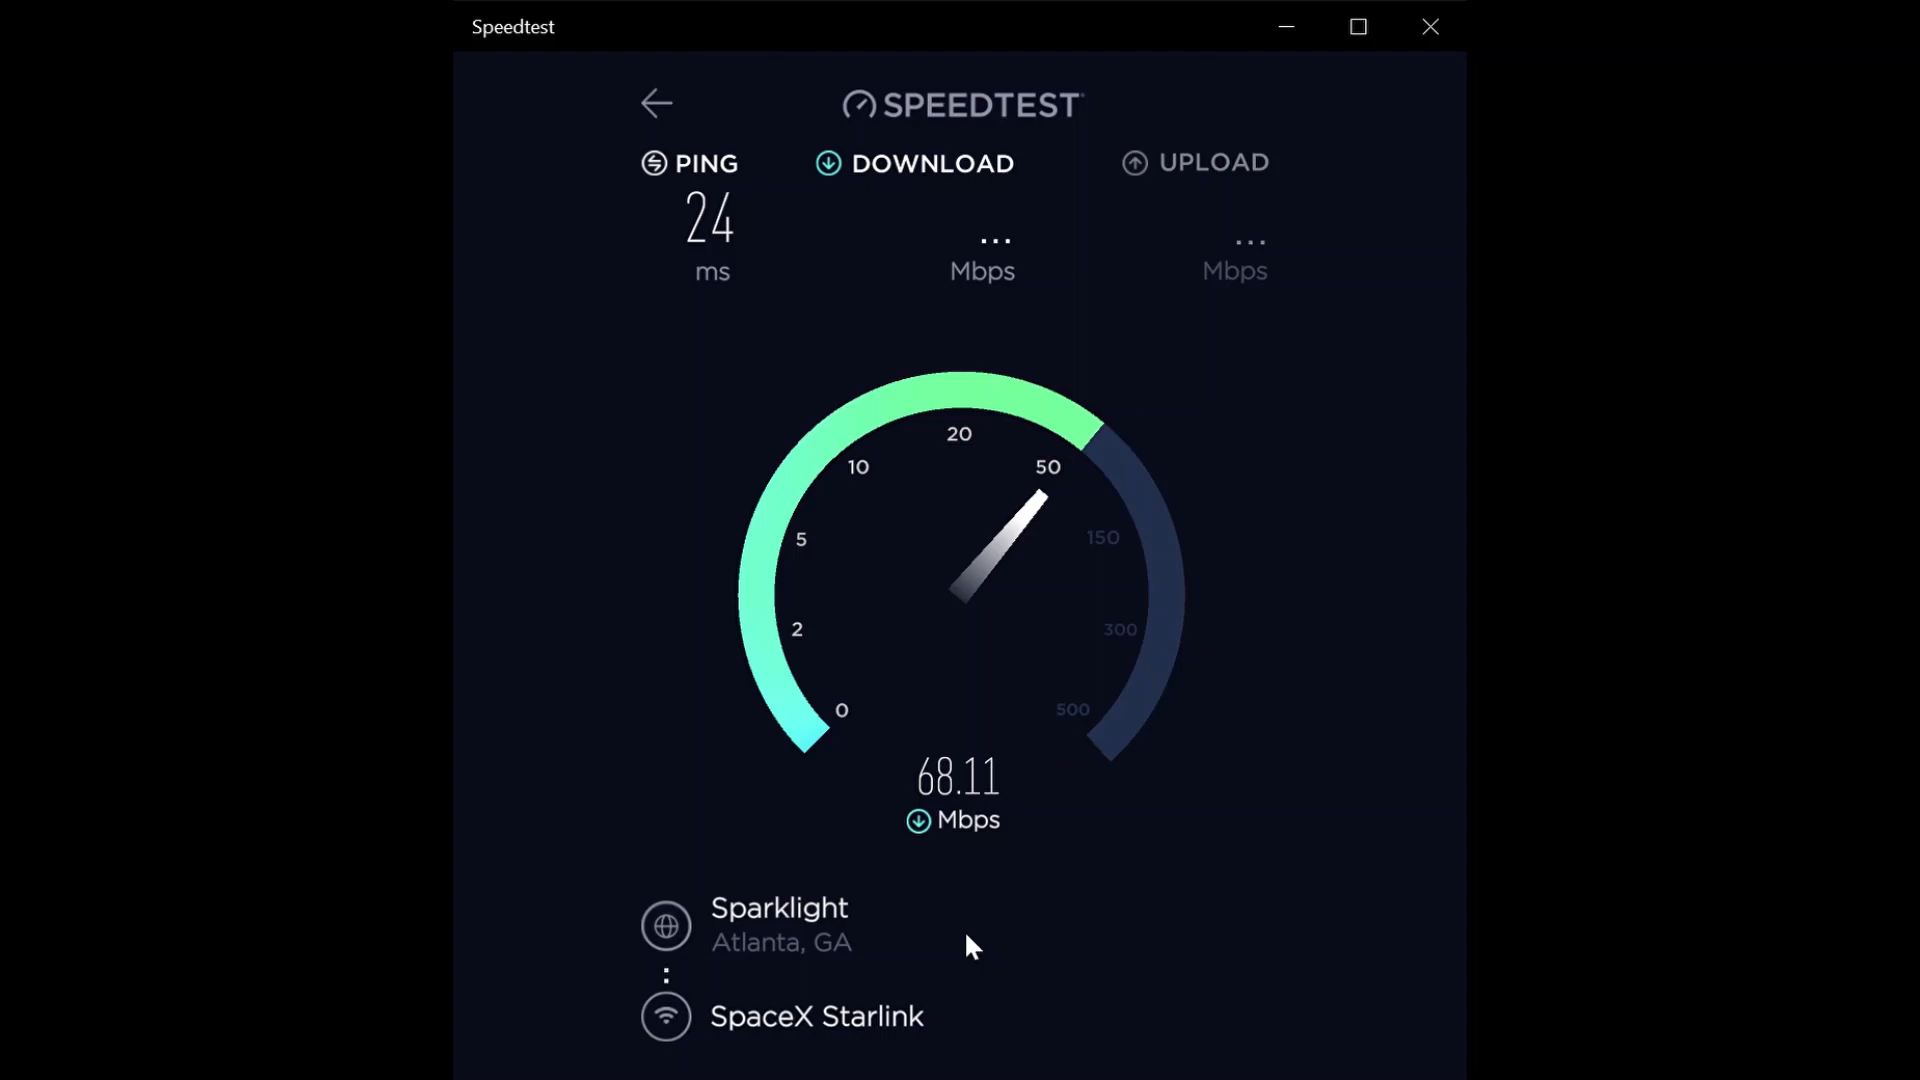 Speedtest
SPEEDTEST
PING
DOWNLOAD
UPLOAD
24
...
...
ms
Mbps
Mbps
20
10
50
5
150
2
300
0
500
68.11
Mbps
Sparklight
Atlanta, GA
SpaceX Starlink